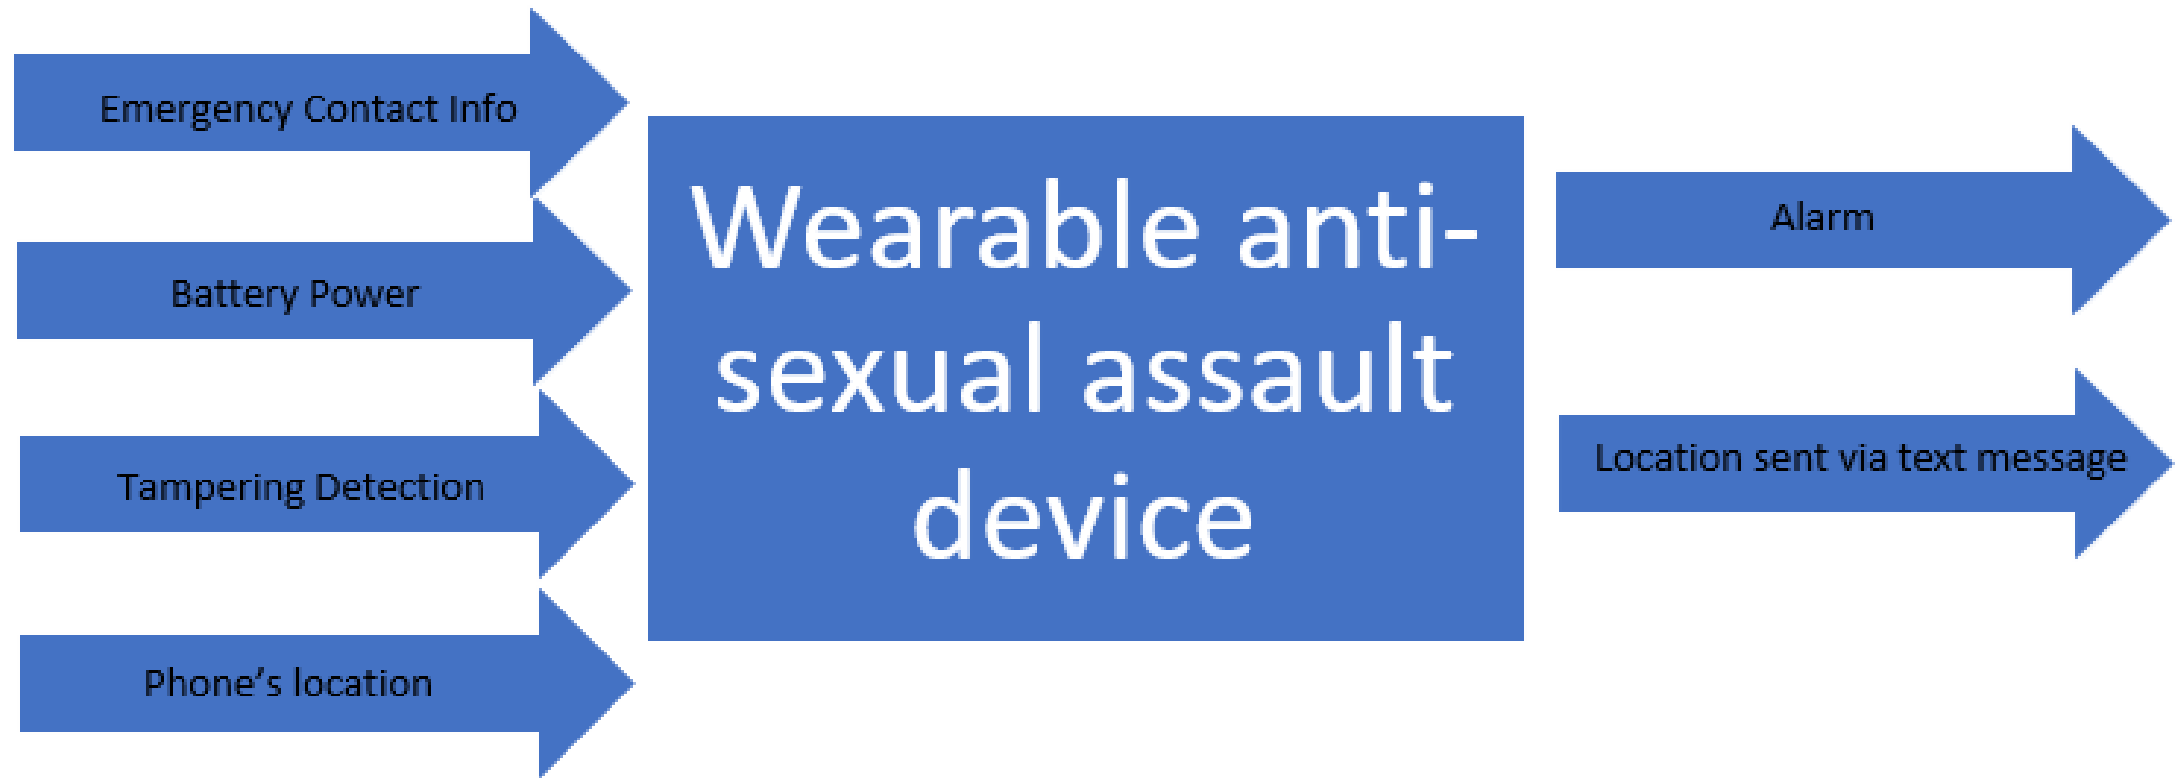 Emergency Contact Info
Battery Power
Tampering Detection
Phone’s location
Wearable anti-
sexual assault
device
Alarm
Location sent via text message